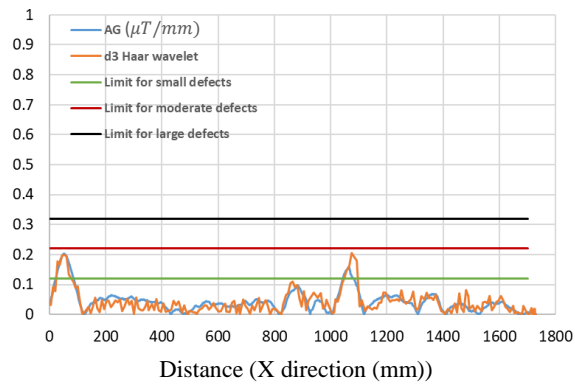 1
0.9
0.8
0.7
0.6
0.5
0.4
0.3
0.2
0.1
0
AG (μT/mm)
d3 Haar wavelet
Limit for small defects
Limit for moderate defects
Limit for large defects
0 200 400 600 800 1000 1200 1400 1600 1800
Distance (X direction (mm))